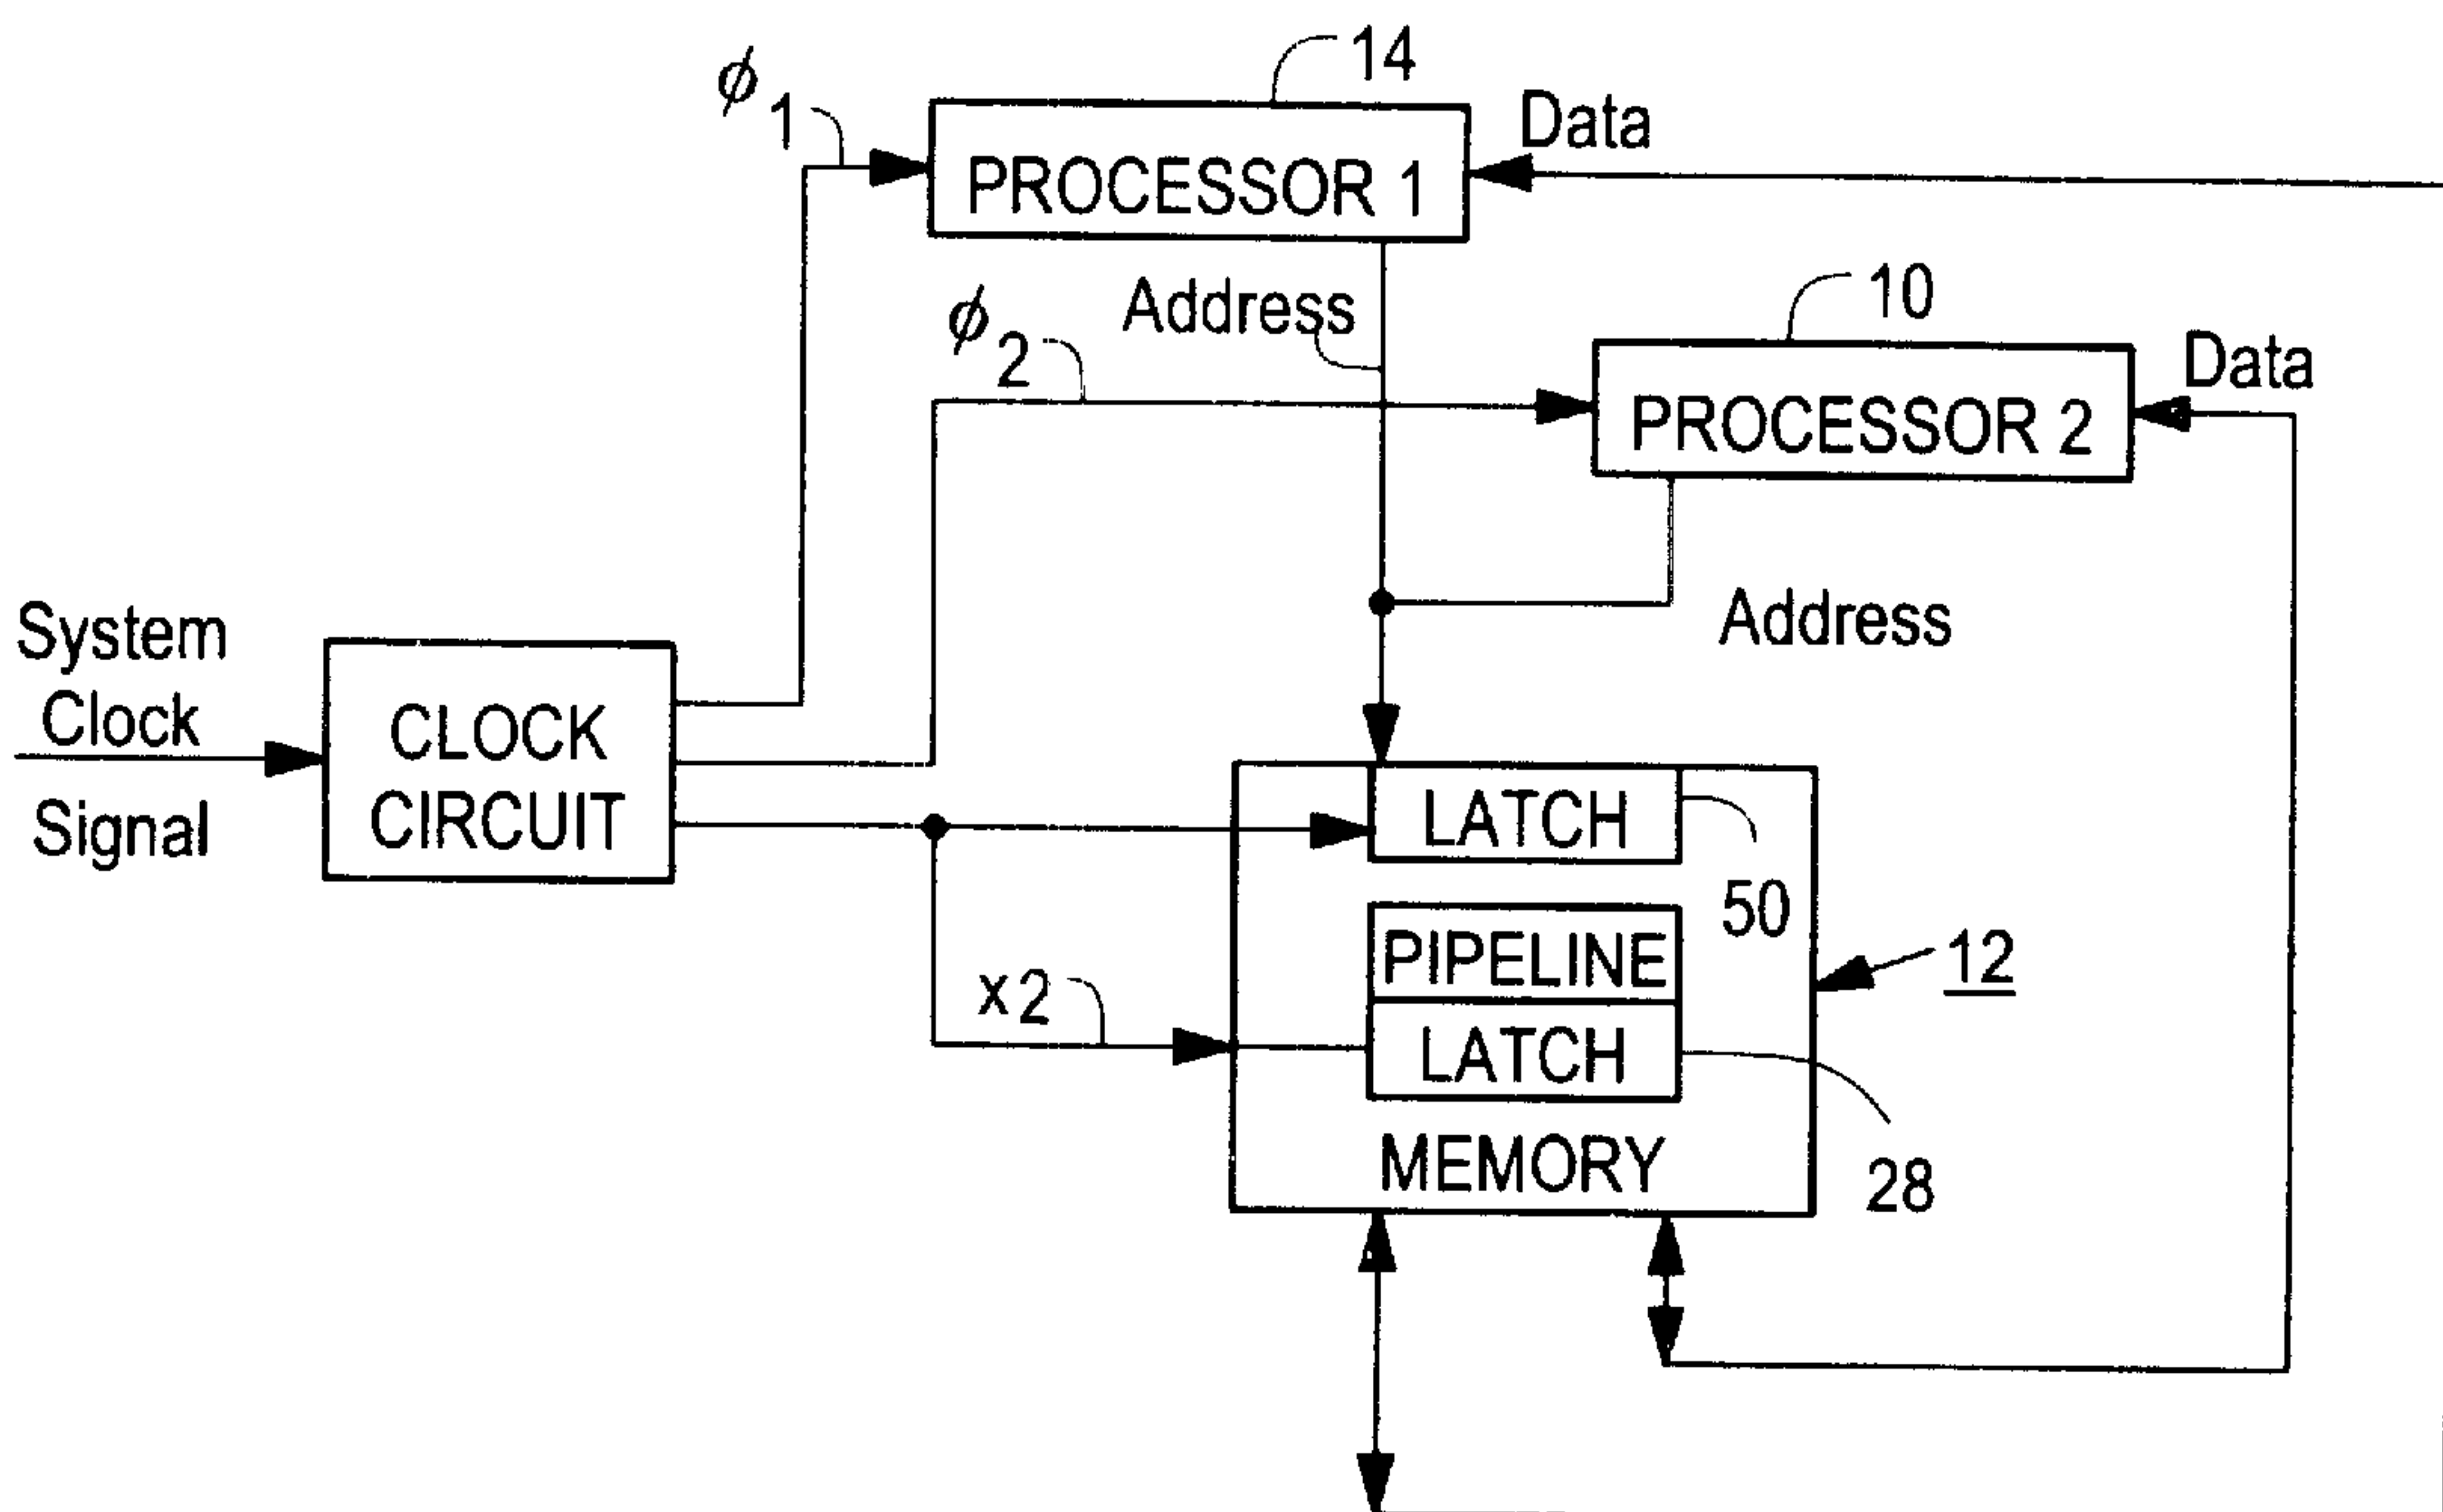 ϕ1
14
PROCESSOR 1
Data
ϕ2
Address
10
PROCESSOR 2
Data
System
Clock
Signal
CLOCK
CIRCUIT
Address
LATCH
50
PIPELINE
LATCH
x2
12
MEMORY
28